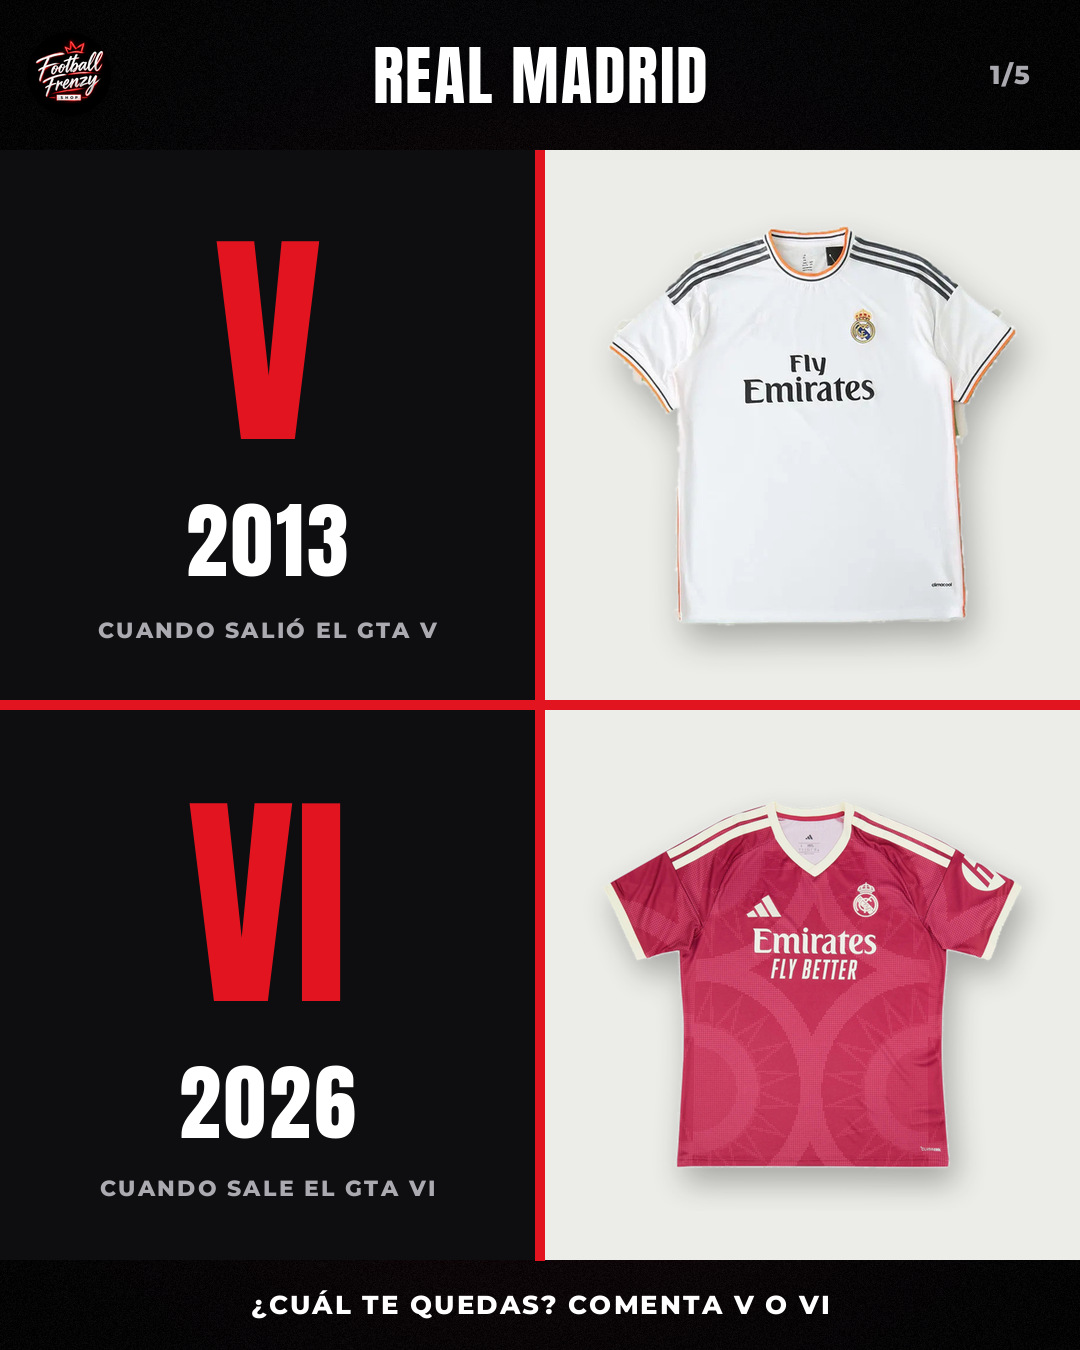 Football
Frenzy
SHOP
REAL MADRID
1/5
V
2013
CUANDO SALIÓ EL GTA V
Fly
Emirates
climacool
VI
2026
CUANDO SALE EL GTA VI
Emirates
FLY BETTER
¿CUÁL TE QUEDAS? COMENTA V O VI